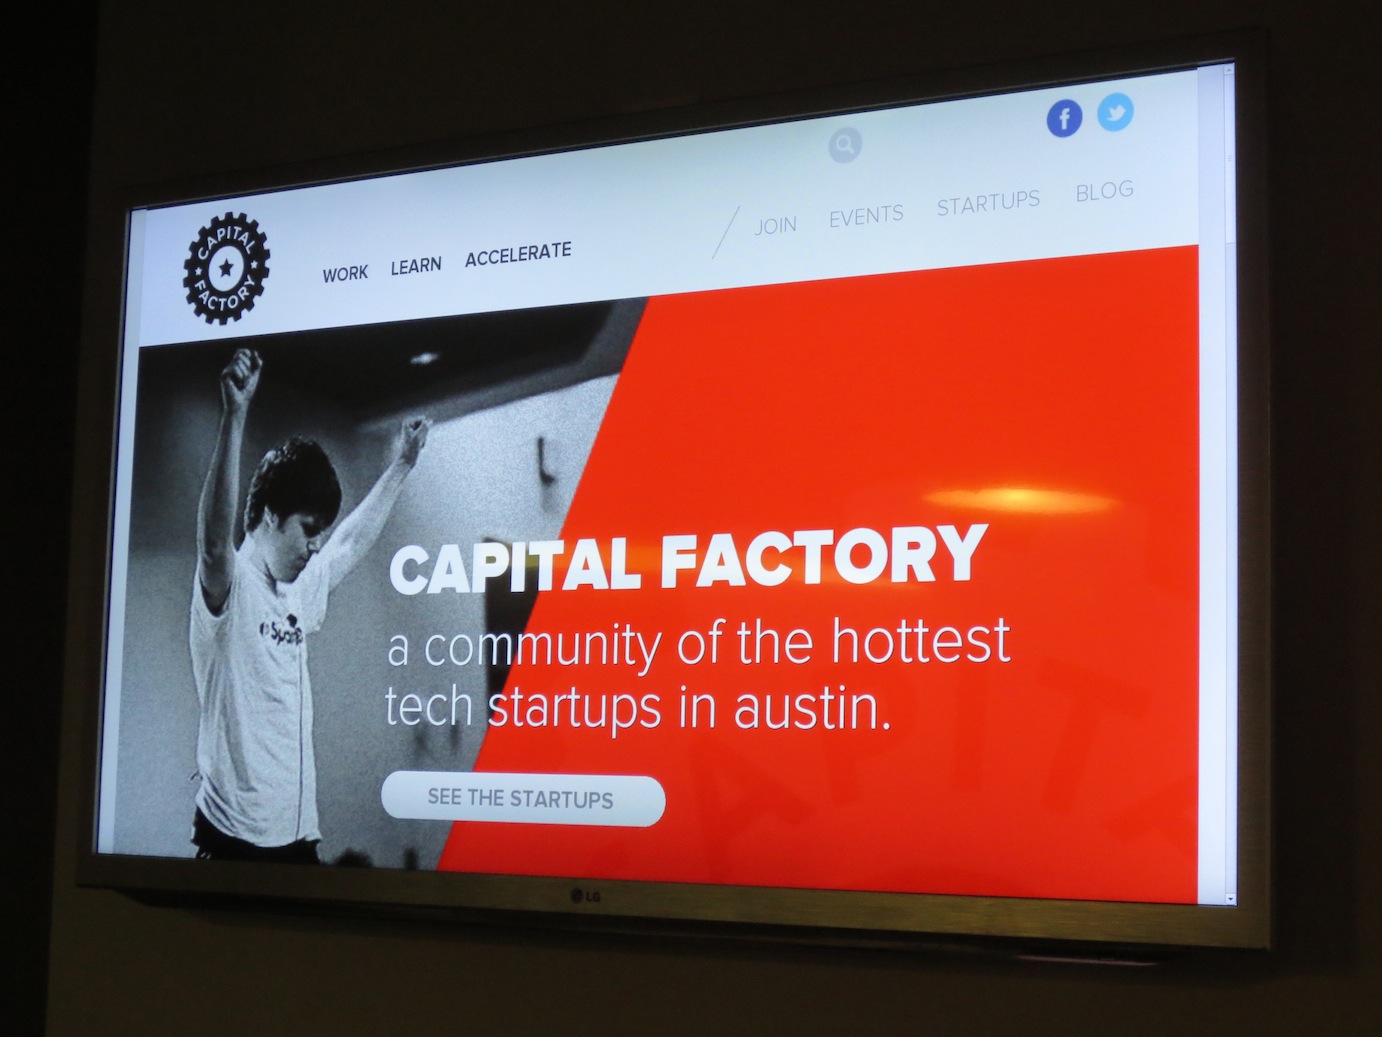 CAPITAL
FACTORY
WORK LEARN ACCELERATE
JOIN EVENTS STARTUPS BLOG
CAPITAL FACTORY
a community of the hottest
tech startups in austin.
SEE THE STARTUPS
LG